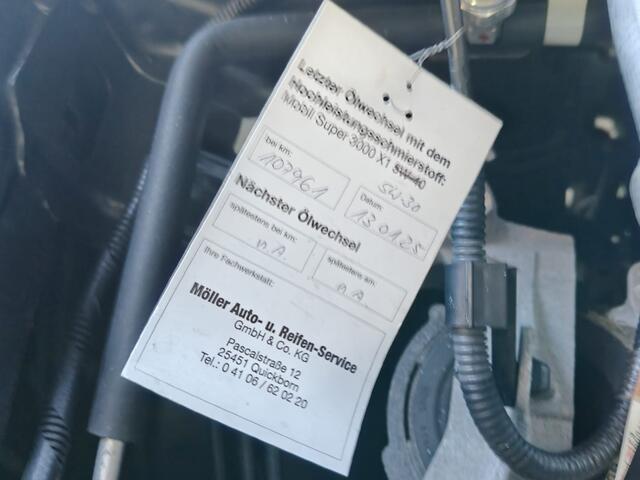 Letzter Ölwechsel mit dem
Hochleistungsschmierstoff:
Mobil Super 3000 X1 5W-40
5W30
bei km: Datum:
107961 13.01.25
Nächster Ölwechsel
spätestens bei km: spätestens am:
n.A. n.A.
Ihre Fachwerkstatt:
Möller Auto- u. Reifen-Service
GmbH & Co. KG
Pascalstraße 12
25451 Quickborn
Tel.: 0 41 06 / 62 02 20